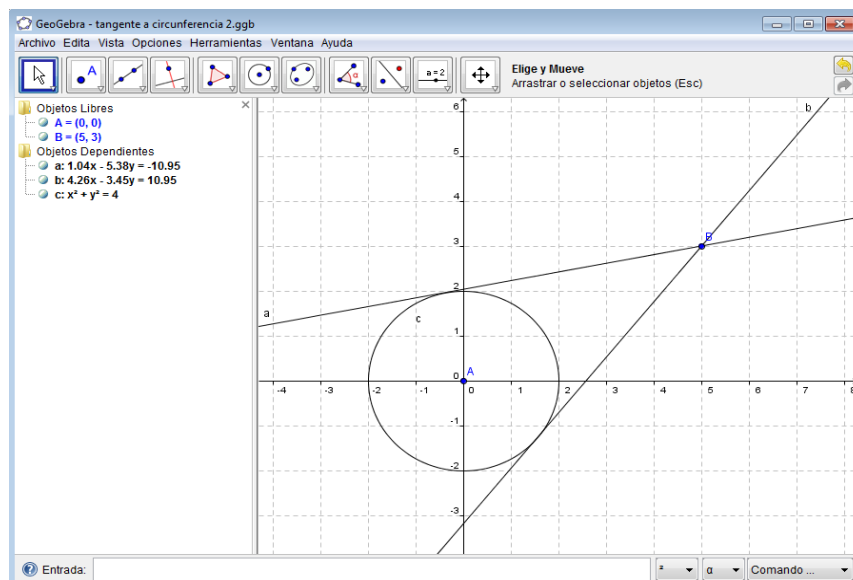 GeoGebra - tangente a circunferencia 2.ggb
Archivo Edita Vista Opciones Herramientas Ventana Ayuda
A
α
a = 2
Elige y Mueve
Arrastrar o seleccionar objetos (Esc)
Objetos Libres
A = (0, 0)
B = (5, 3)
Objetos Dependientes
a: 1.04x - 5.38y = -10.95
b: 4.26x - 3.45y = 10.95
c: x² + y² = 4
6
b
5
4
3
B
2
a
c
1
0
A
-4 -3 -2 -1 0 1 2 3 4 5 6 7 8
-1
-2
-3
Entrada:
² α Comando ...